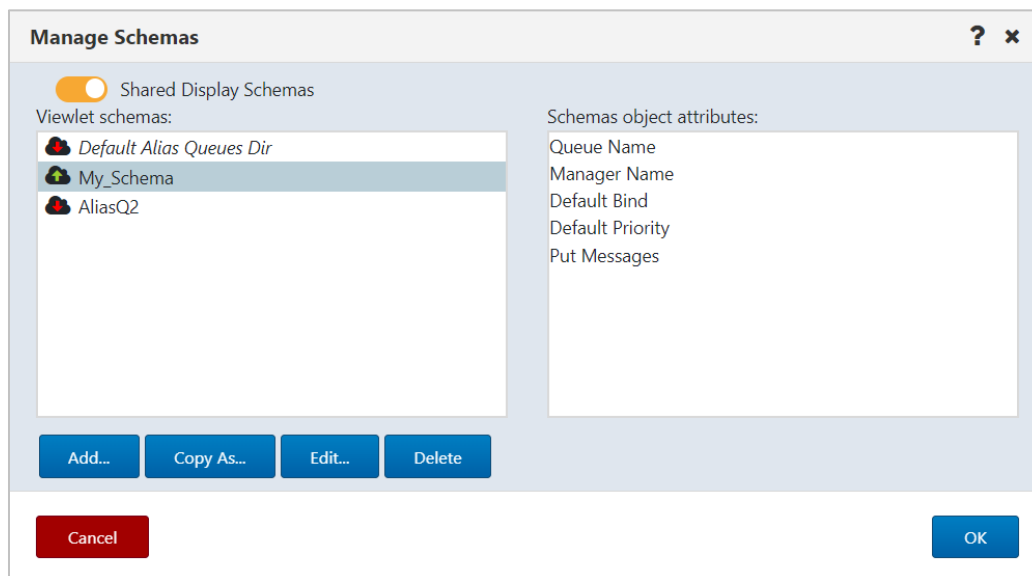 Manage Schemas
? ×
Shared Display Schemas
Viewlet schemas:
Default Alias Queues Dir
My_Schema
AliasQ2
Schemas object attributes:
Queue Name
Manager Name
Default Bind
Default Priority
Put Messages
Add...
Copy As...
Edit...
Delete
Cancel
OK